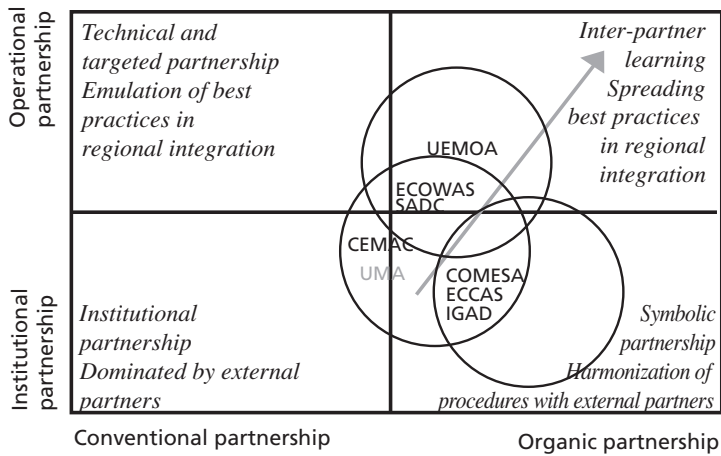 Operational
partnership
Technical and
targeted partnership
Emulation of best
practices in
regional integration
Inter-partner
learning
Spreading
best practices
in regional
integration
UEMOA
ECOWAS
SADC
CEMAC
UMA
COMESA
ECCAS
IGAD
Institutional
partnership
Institutional
partnership
Dominated by external
partners
Symbolic
partnership
Harmonization of
procedures with external partners
Conventional partnership
Organic partnership